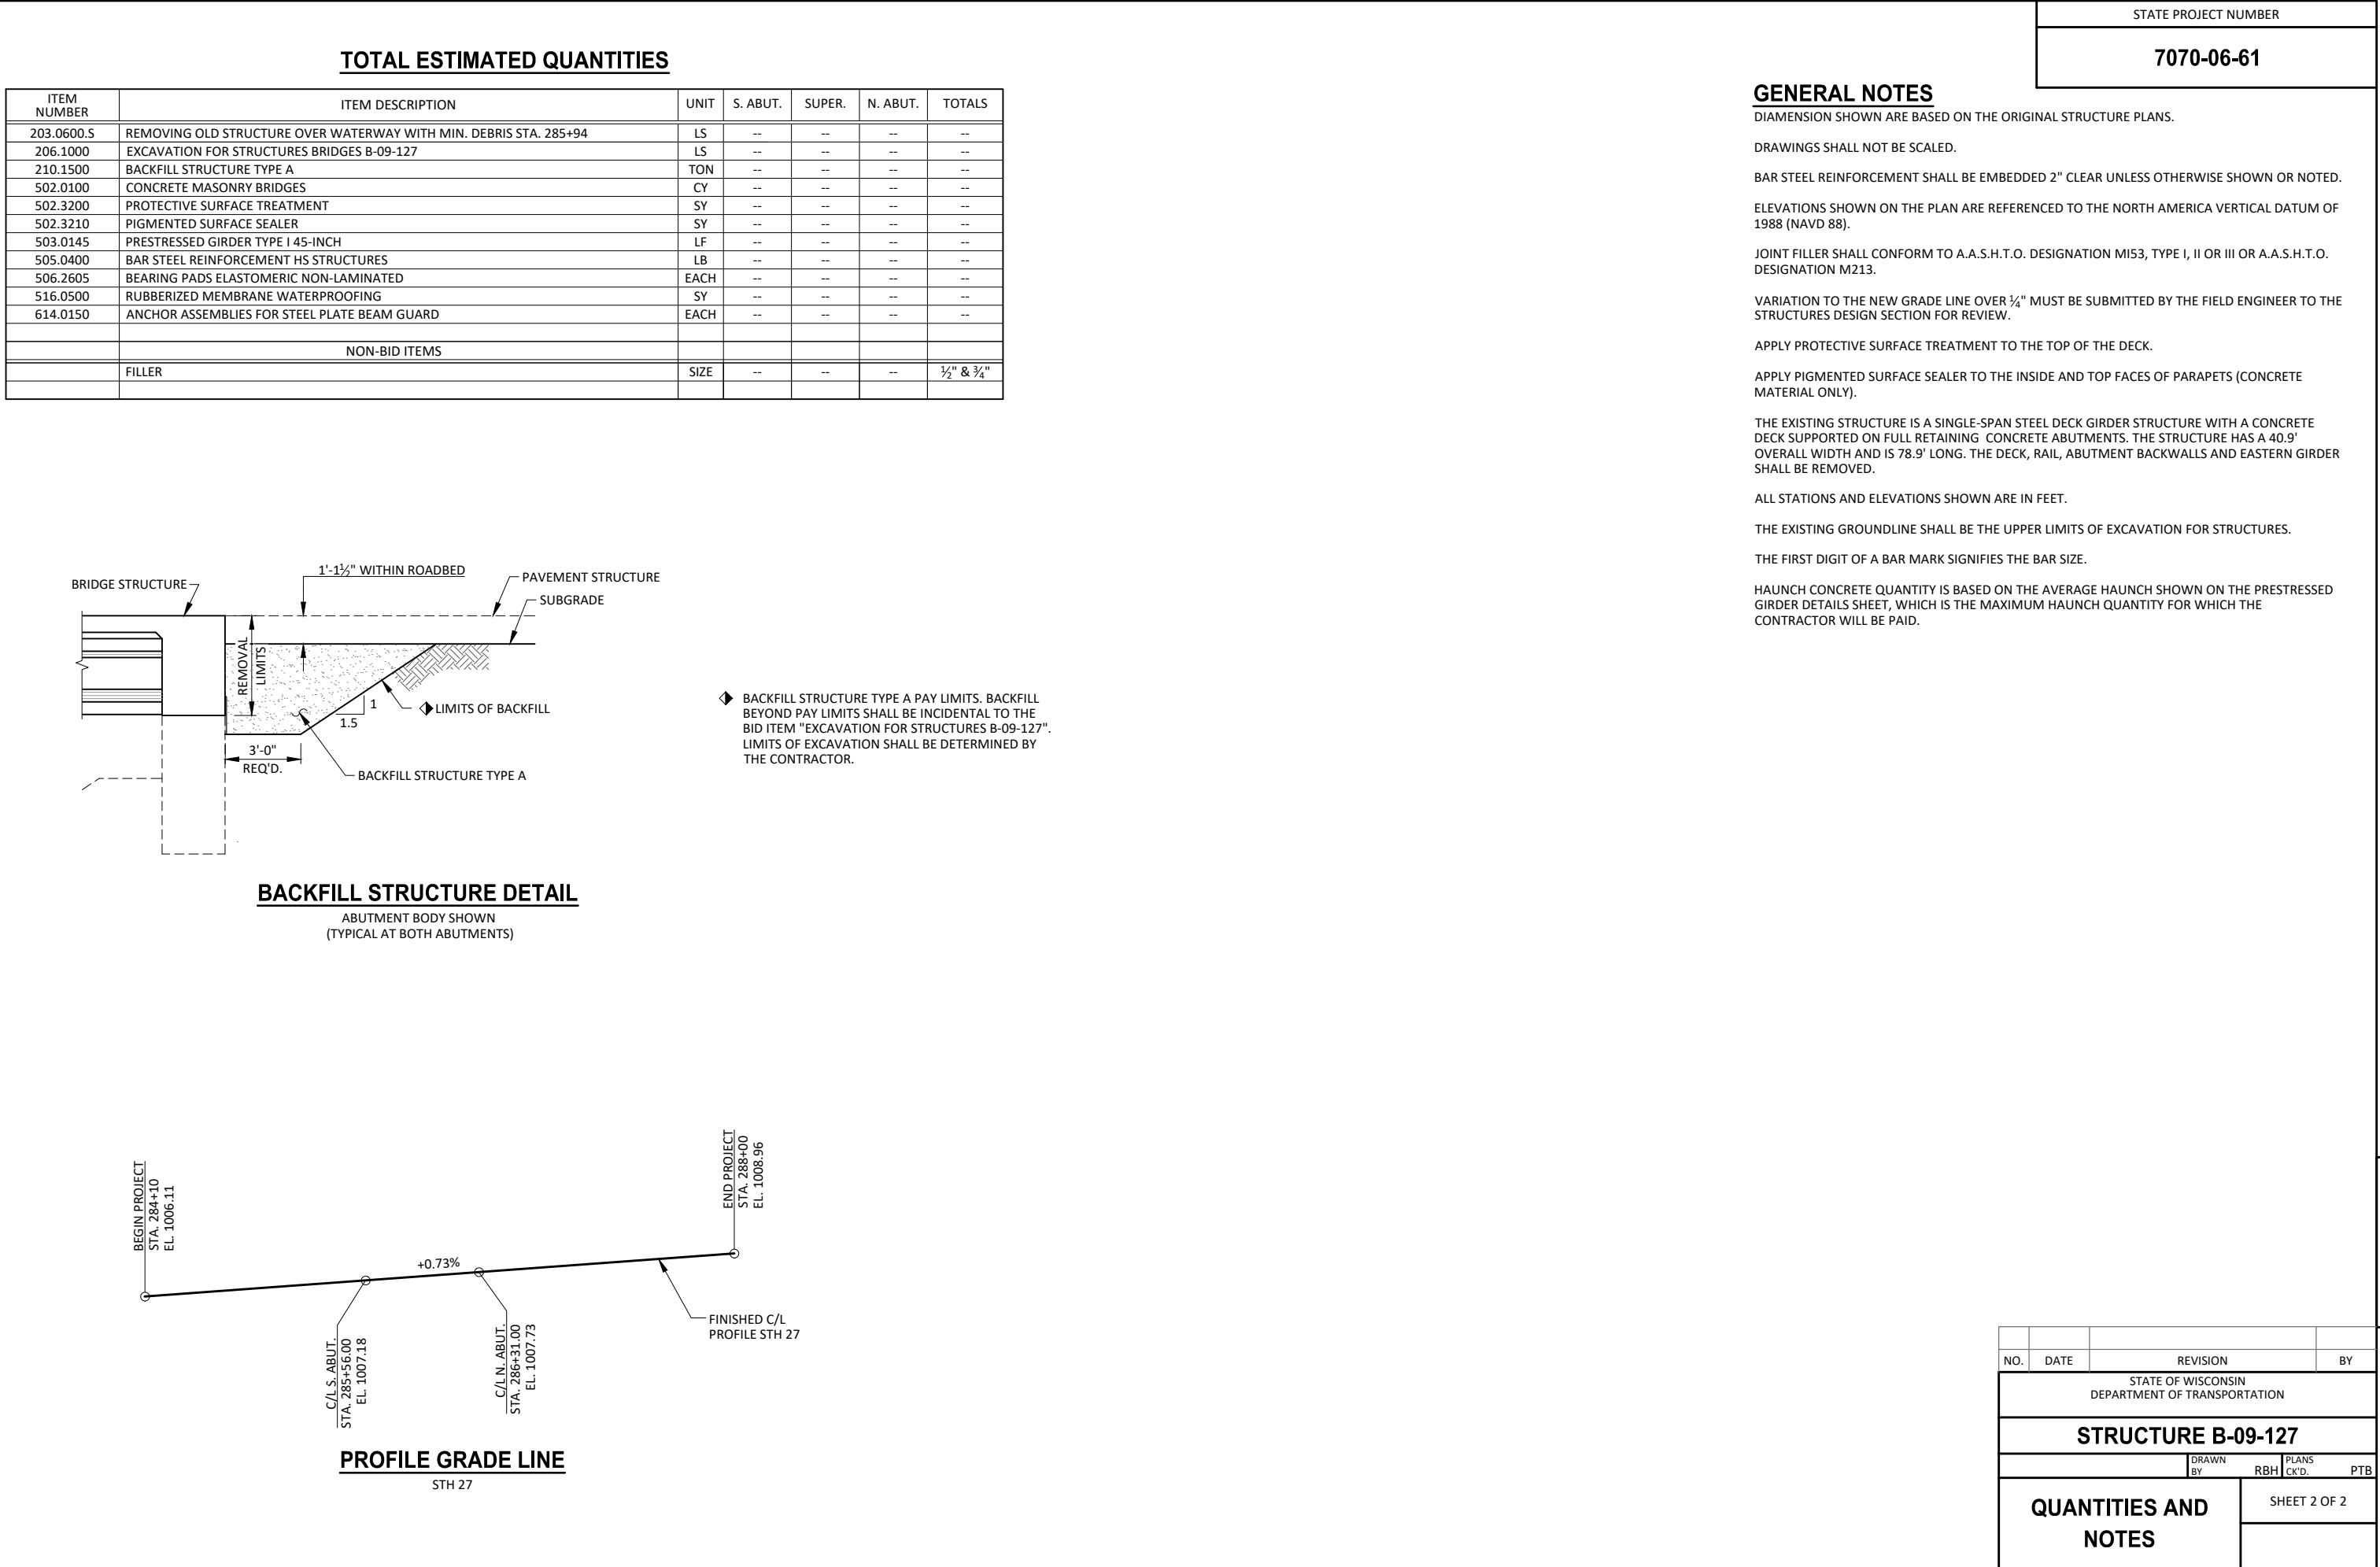 STATE PROJECT NUMBER
7070-06-61
TOTAL ESTIMATED QUANTITIES
ITEM NUMBER ITEM DESCRIPTION UNIT S. ABUT. SUPER. N. ABUT. TOTALS
203.0600.S REMOVING OLD STRUCTURE OVER WATERWAY WITH MIN. DEBRIS STA. 285+94 LS -- -- -- --
206.1000 EXCAVATION FOR STRUCTURES BRIDGES B-09-127 LS -- -- -- --
210.1500 BACKFILL STRUCTURE TYPE A TON -- -- -- --
502.0100 CONCRETE MASONRY BRIDGES CY -- -- -- --
502.3200 PROTECTIVE SURFACE TREATMENT SY -- -- -- --
502.3210 PIGMENTED SURFACE SEALER SY -- -- -- --
503.0145 PRESTRESSED GIRDER TYPE I 45-INCH LF -- -- -- --
505.0400 BAR STEEL REINFORCEMENT HS STRUCTURES LB -- -- -- --
506.2605 BEARING PADS ELASTOMERIC NON-LAMINATED EACH -- -- -- --
516.0500 RUBBERIZED MEMBRANE WATERPROOFING SY -- -- -- --
614.0150 ANCHOR ASSEMBLIES FOR STEEL PLATE BEAM GUARD EACH -- -- -- --
NON-BID ITEMS
FILLER SIZE -- -- -- ½" & ¾"
GENERAL NOTES
DIAMENSION SHOWN ARE BASED ON THE ORIGINAL STRUCTURE PLANS.
DRAWINGS SHALL NOT BE SCALED.
BAR STEEL REINFORCEMENT SHALL BE EMBEDDED 2" CLEAR UNLESS OTHERWISE SHOWN OR NOTED.
ELEVATIONS SHOWN ON THE PLAN ARE REFERENCED TO THE NORTH AMERICA VERTICAL DATUM OF
1988 (NAVD 88).
JOINT FILLER SHALL CONFORM TO A.A.S.H.T.O. DESIGNATION MI53, TYPE I, II OR III OR A.A.S.H.T.O.
DESIGNATION M213.
VARIATION TO THE NEW GRADE LINE OVER ¼" MUST BE SUBMITTED BY THE FIELD ENGINEER TO THE
STRUCTURES DESIGN SECTION FOR REVIEW.
APPLY PROTECTIVE SURFACE TREATMENT TO THE TOP OF THE DECK.
APPLY PIGMENTED SURFACE SEALER TO THE INSIDE AND TOP FACES OF PARAPETS (CONCRETE
MATERIAL ONLY).
THE EXISTING STRUCTURE IS A SINGLE-SPAN STEEL DECK GIRDER STRUCTURE WITH A CONCRETE
DECK SUPPORTED ON FULL RETAINING CONCRETE ABUTMENTS. THE STRUCTURE HAS A 40.9'
OVERALL WIDTH AND IS 78.9' LONG. THE DECK, RAIL, ABUTMENT BACKWALLS AND EASTERN GIRDER
SHALL BE REMOVED.
ALL STATIONS AND ELEVATIONS SHOWN ARE IN FEET.
THE EXISTING GROUNDLINE SHALL BE THE UPPER LIMITS OF EXCAVATION FOR STRUCTURES.
THE FIRST DIGIT OF A BAR MARK SIGNIFIES THE BAR SIZE.
HAUNCH CONCRETE QUANTITY IS BASED ON THE AVERAGE HAUNCH SHOWN ON THE PRESTRESSED
GIRDER DETAILS SHEET, WHICH IS THE MAXIMUM HAUNCH QUANTITY FOR WHICH THE
CONTRACTOR WILL BE PAID.
BRIDGE STRUCTURE
1'-1½" WITHIN ROADBED
PAVEMENT STRUCTURE
SUBGRADE
REMOVAL
LIMITS
1
1.5
LIMITS OF BACKFILL
3'-0"
REQ'D.
BACKFILL STRUCTURE TYPE A
BACKFILL STRUCTURE TYPE A PAY LIMITS. BACKFILL
BEYOND PAY LIMITS SHALL BE INCIDENTAL TO THE
BID ITEM "EXCAVATION FOR STRUCTURES B-09-127".
LIMITS OF EXCAVATION SHALL BE DETERMINED BY
THE CONTRACTOR.
BACKFILL STRUCTURE DETAIL
ABUTMENT BODY SHOWN
(TYPICAL AT BOTH ABUTMENTS)
BEGIN PROJECT
STA. 284+10
EL. 1006.11
END PROJECT
STA. 288+00
EL. 1008.96
+0.73%
C/L S. ABUT.
STA. 285+56.00
EL. 1007.18
C/L N. ABUT.
STA. 286+31.00
EL. 1007.73
FINISHED C/L
PROFILE STH 27
PROFILE GRADE LINE
STH 27
NO. DATE REVISION BY
STATE OF WISCONSIN
DEPARTMENT OF TRANSPORTATION
STRUCTURE B-09-127
DRAWN BY RBH PLANS CK'D. PTB
QUANTITIES AND
NOTES
SHEET 2 OF 2